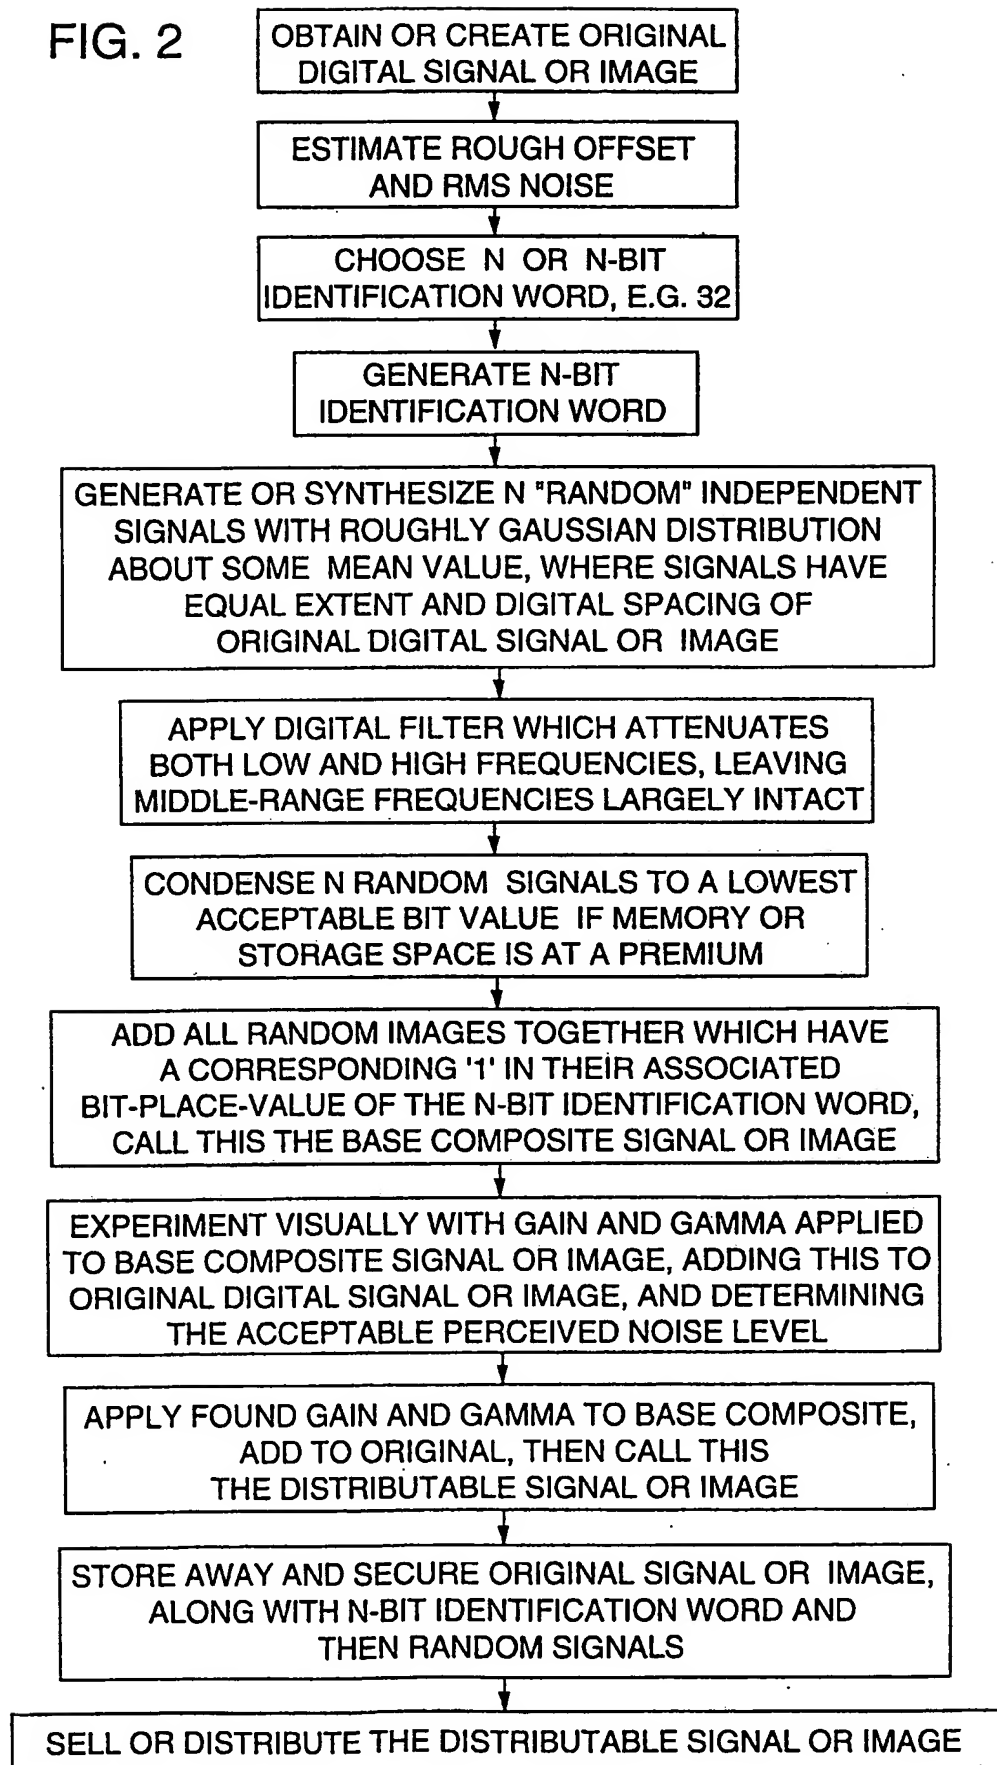 FIG. 2
OBTAIN OR CREATE ORIGINAL
DIGITAL SIGNAL OR IMAGE
ESTIMATE ROUGH OFFSET
AND RMS NOISE
CHOOSE N OR N-BIT
IDENTIFICATION WORD, E.G. 32
GENERATE N-BIT
IDENTIFICATION WORD
GENERATE OR SYNTHESIZE N "RANDOM" INDEPENDENT
SIGNALS WITH ROUGHLY GAUSSIAN DISTRIBUTION
ABOUT SOME MEAN VALUE, WHERE SIGNALS HAVE
EQUAL EXTENT AND DIGITAL SPACING OF
ORIGINAL DIGITAL SIGNAL OR IMAGE
APPLY DIGITAL FILTER WHICH ATTENUATES
BOTH LOW AND HIGH FREQUENCIES, LEAVING
MIDDLE-RANGE FREQUENCIES LARGELY INTACT
CONDENSE N RANDOM SIGNALS TO A LOWEST
ACCEPTABLE BIT VALUE IF MEMORY OR
STORAGE SPACE IS AT A PREMIUM
ADD ALL RANDOM IMAGES TOGETHER WHICH HAVE
A CORRESPONDING '1' IN THEIR ASSOCIATED
BIT-PLACE-VALUE OF THE N-BIT IDENTIFICATION WORD,
CALL THIS THE BASE COMPOSITE SIGNAL OR IMAGE
EXPERIMENT VISUALLY WITH GAIN AND GAMMA APPLIED
TO BASE COMPOSITE SIGNAL OR IMAGE, ADDING THIS TO
ORIGINAL DIGITAL SIGNAL OR IMAGE, AND DETERMINING
THE ACCEPTABLE PERCEIVED NOISE LEVEL
APPLY FOUND GAIN AND GAMMA TO BASE COMPOSITE,
ADD TO ORIGINAL, THEN CALL THIS
THE DISTRIBUTABLE SIGNAL OR IMAGE
STORE AWAY AND SECURE ORIGINAL SIGNAL OR IMAGE,
ALONG WITH N-BIT IDENTIFICATION WORD AND
THEN RANDOM SIGNALS
SELL OR DISTRIBUTE THE DISTRIBUTABLE SIGNAL OR IMAGE